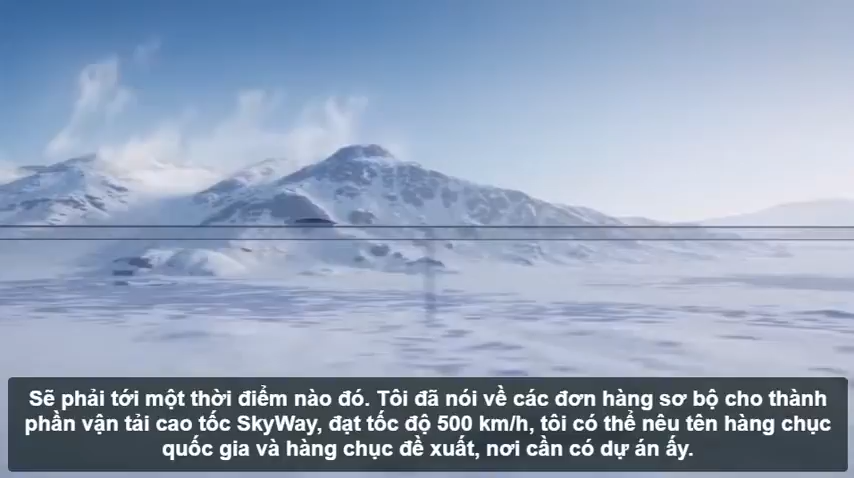 Sẽ phải tới một thời điểm nào đó. Tôi đã nói về các đơn hàng sơ bộ cho thành
phần vận tải cao tốc SkyWay, đạt tốc độ 500 km/h, tôi có thể nêu tên hàng chục
quốc gia và hàng chục đề xuất, nơi cần có dự án ấy.